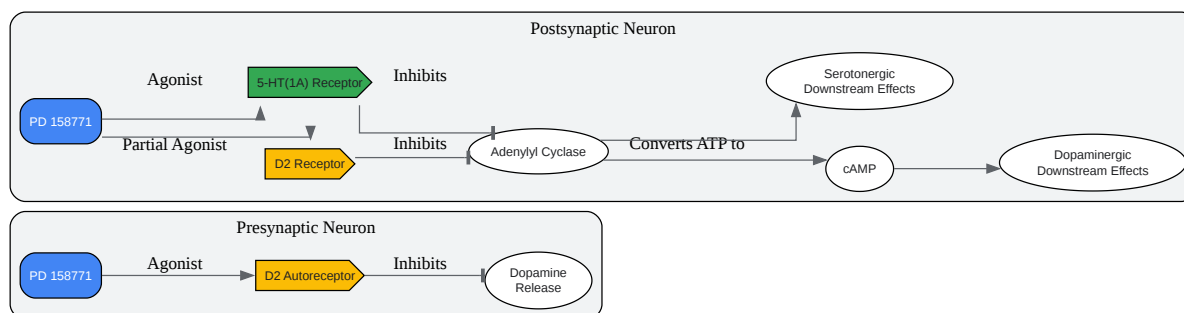 Postsynaptic Neuron
Agonist
5-HT(1A) Receptor
Inhibits
Serotonergic
Downstream Effects
PD 158771
Partial Agonist
D2 Receptor
Inhibits
Adenylyl Cyclase
Converts ATP to
cAMP
Dopaminergic
Downstream Effects
Presynaptic Neuron
PD 158771
Agonist
D2 Autoreceptor
Inhibits
Dopamine
Release